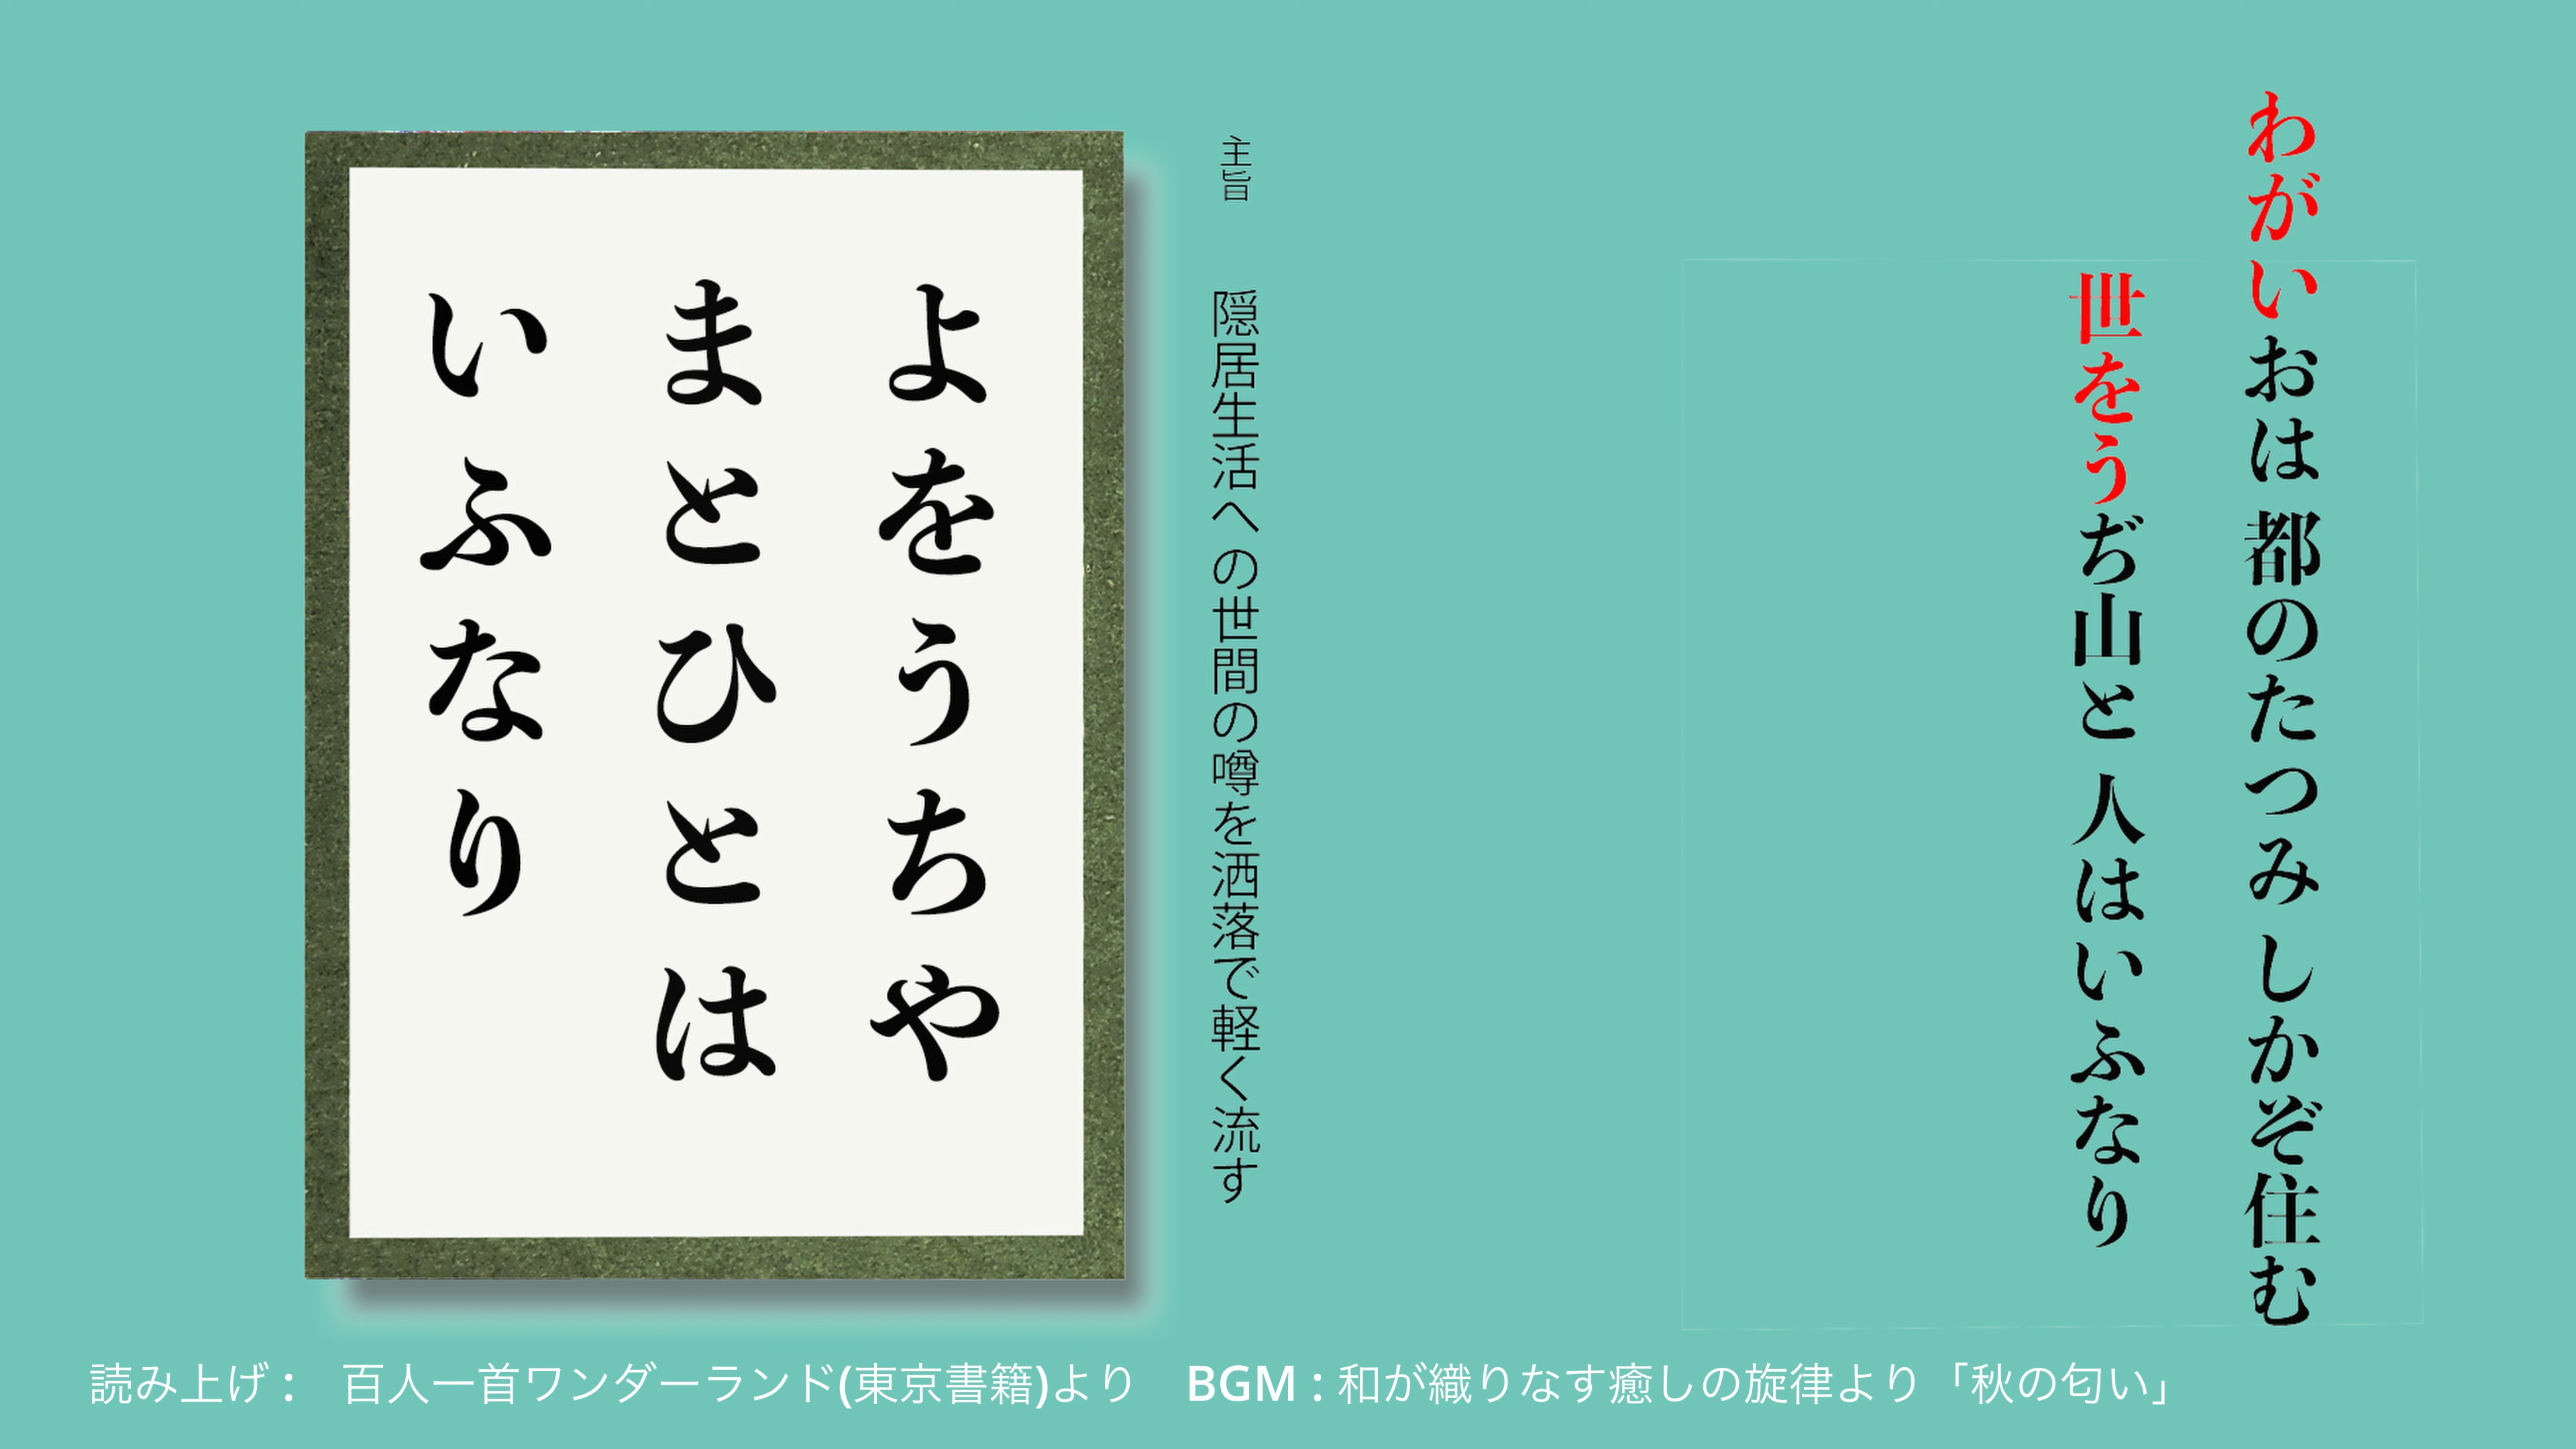 わがいおは都のたつみしかぞ住む
世をうぢ山と人はいふなり
主旨 隠居生活への世間の噂を洒落で軽く流す
よをうちや
まとひとは
いふなり
読み上げ： 百人一首ワンダーランド(東京書籍)より BGM：和が織りなす癒しの旋律より「秋の匂い」